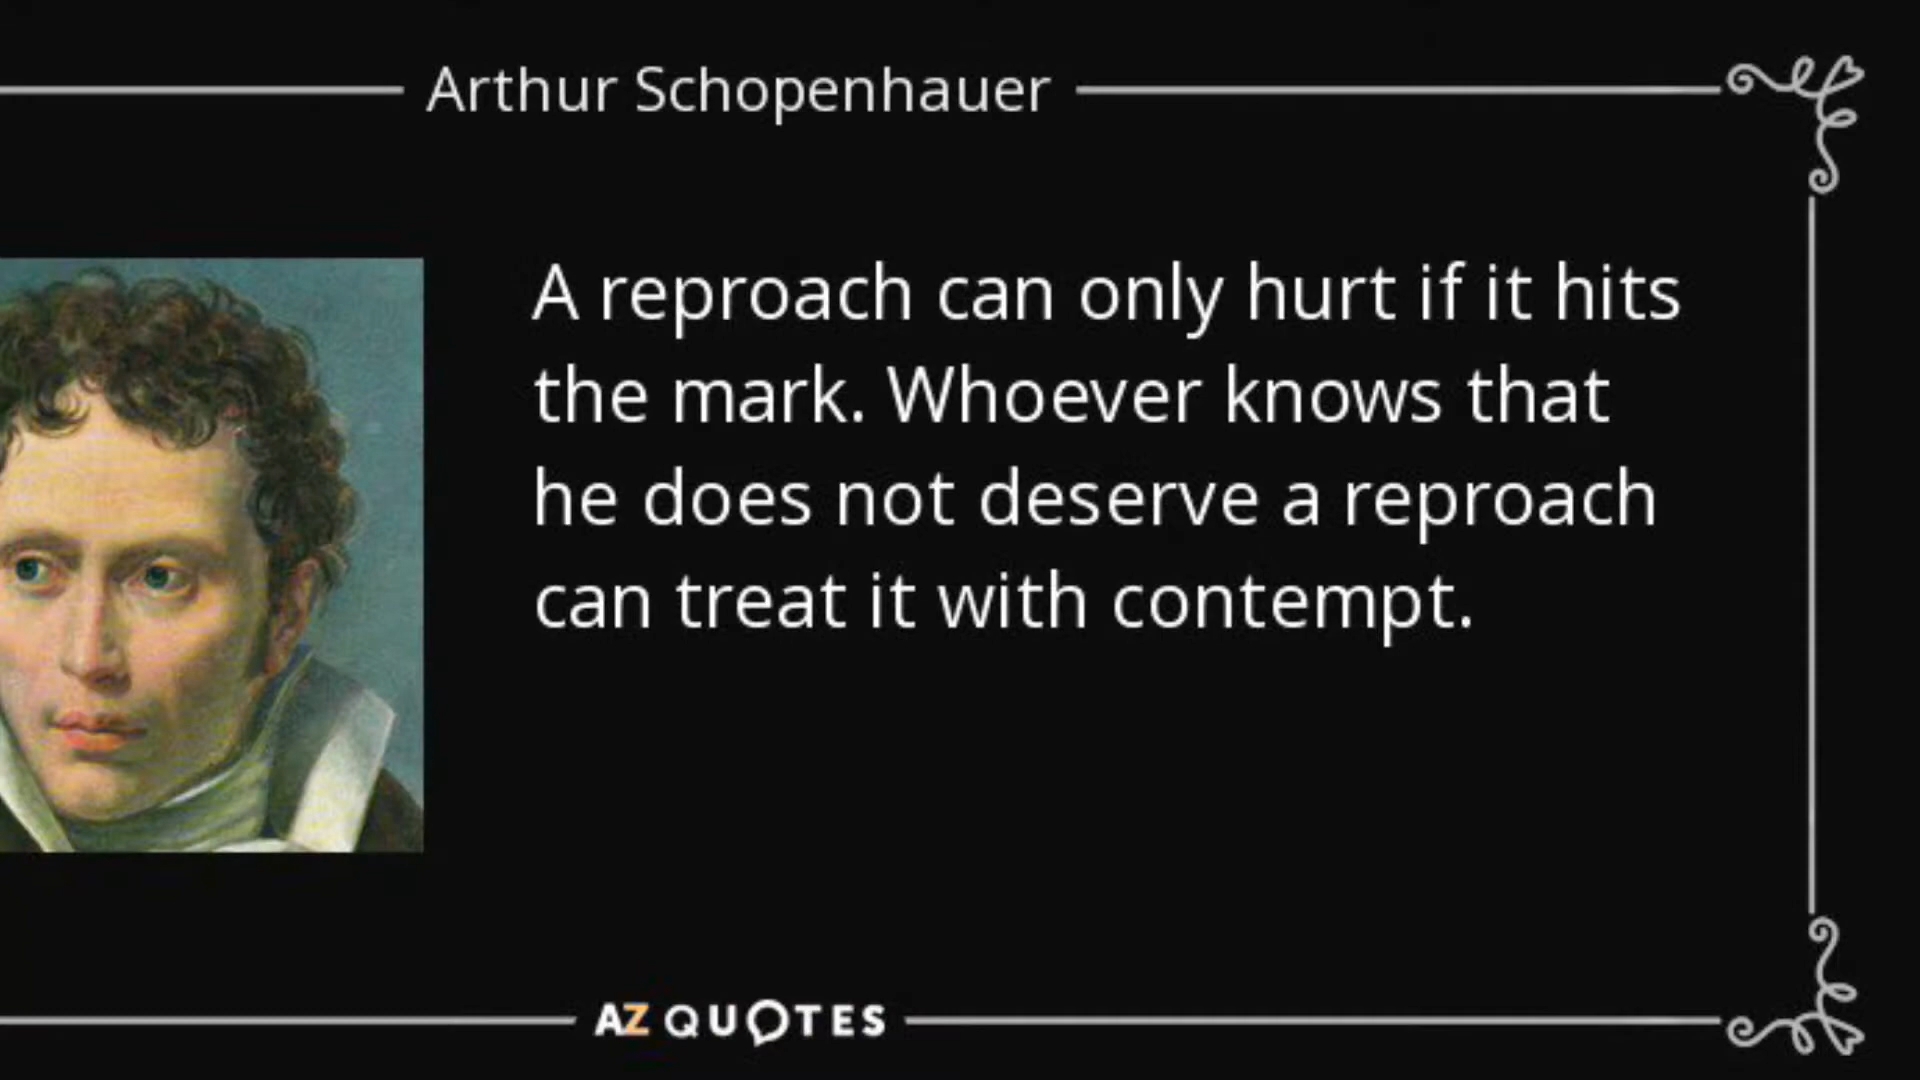 Arthur Schopenhauer
A reproach can only hurt if it hits
the mark. Whoever knows that
he does not deserve a reproach
can treat it with contempt.
AZ QUOTES